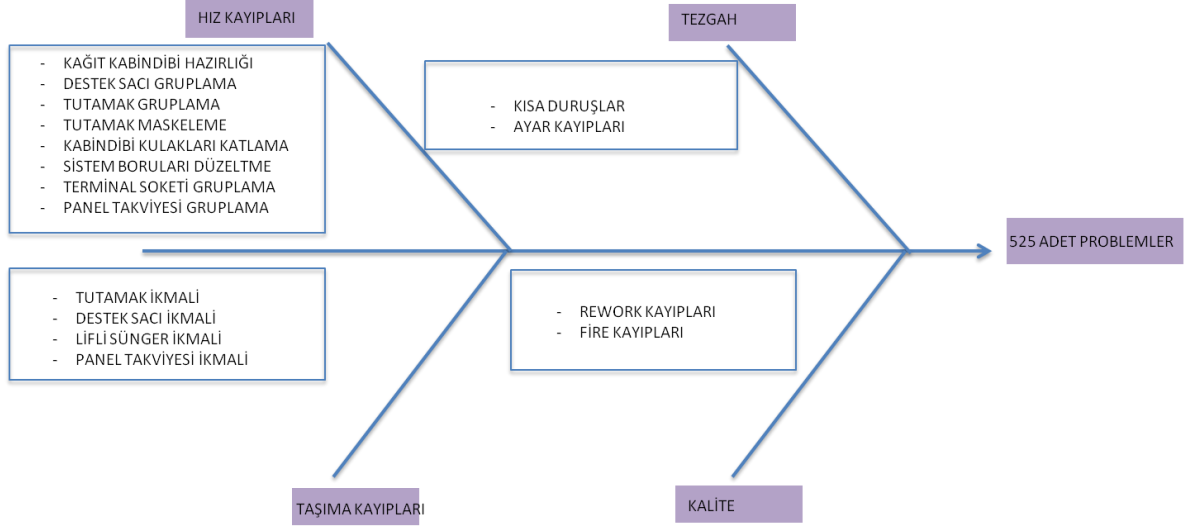 HIZ KAYIPLARI
- KAĞIT KABİNDİBİ HAZIRLIĞI
- DESTEK SACI GRUPLAMA
- TUTAMAK GRUPLAMA
- TUTAMAK MASKELEME
- KABİNDİBİ KULAKLARI KATLAMA
- SİSTEM BORULARI DÜZELTME
- TERMİNAL SOKETİ GRUPLAMA
- PANEL TAKVİYESİ GRUPLAMA
TEZGAH
- KISA DURUŞLAR
- AYAR KAYIPLARI
525 ADET PROBLEMLER
- TUTAMAK İKMALİ
- DESTEK SACI İKMALİ
- LİFLİ SÜNGER İKMALİ
- PANEL TAKVİYESİ İKMALİ
TAŞIMA KAYIPLARI
- REWORK KAYIPLARI
- FİRE KAYIPLARI
KALİTE